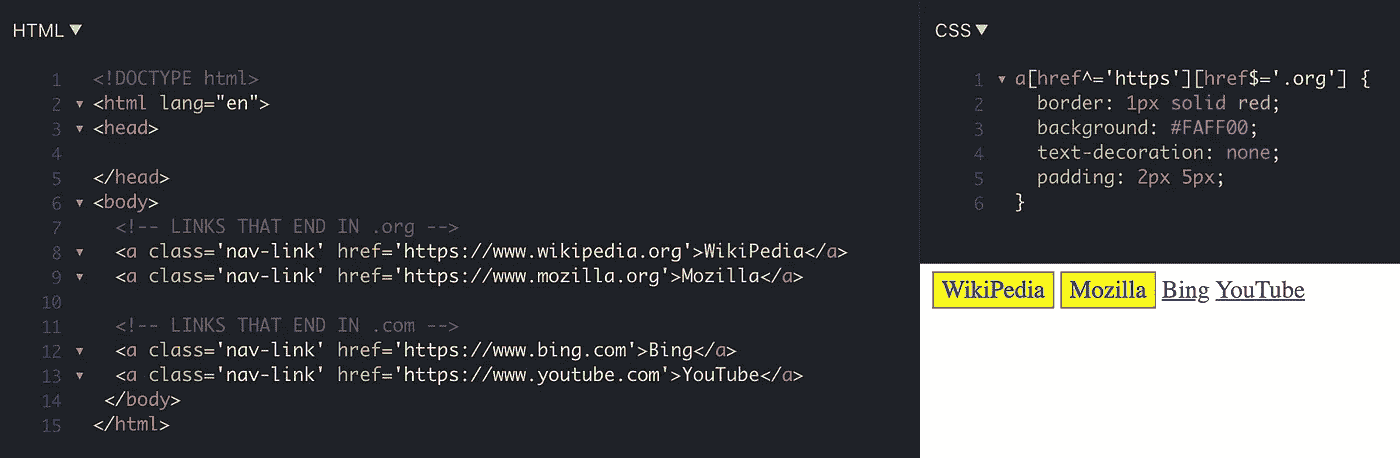 HTML ▼
1 <!DOCTYPE html>
2 ▼ <html lang="en">
3 ▼ <head>
4
5 </head>
6 ▼ <body>
7 <!-- LINKS THAT END IN .org -->
8 ▼ <a class='nav-link' href='https://www.wikipedia.org'>WikiPedia</a>
9 ▼ <a class='nav-link' href='https://www.mozilla.org'>Mozilla</a>
10
11 <!-- LINKS THAT END IN .com -->
12 ▼ <a class='nav-link' href='https://www.bing.com'>Bing</a>
13 ▼ <a class='nav-link' href='https://www.youtube.com'>YouTube</a>
14 </body>
15 </html>
CSS ▼
1 ▼ a[href^='https'][href$='.org'] {
2 border: 1px solid red;
3 background: #FAFF00;
4 text-decoration: none;
5 padding: 2px 5px;
6 }
WikiPedia Mozilla Bing YouTube